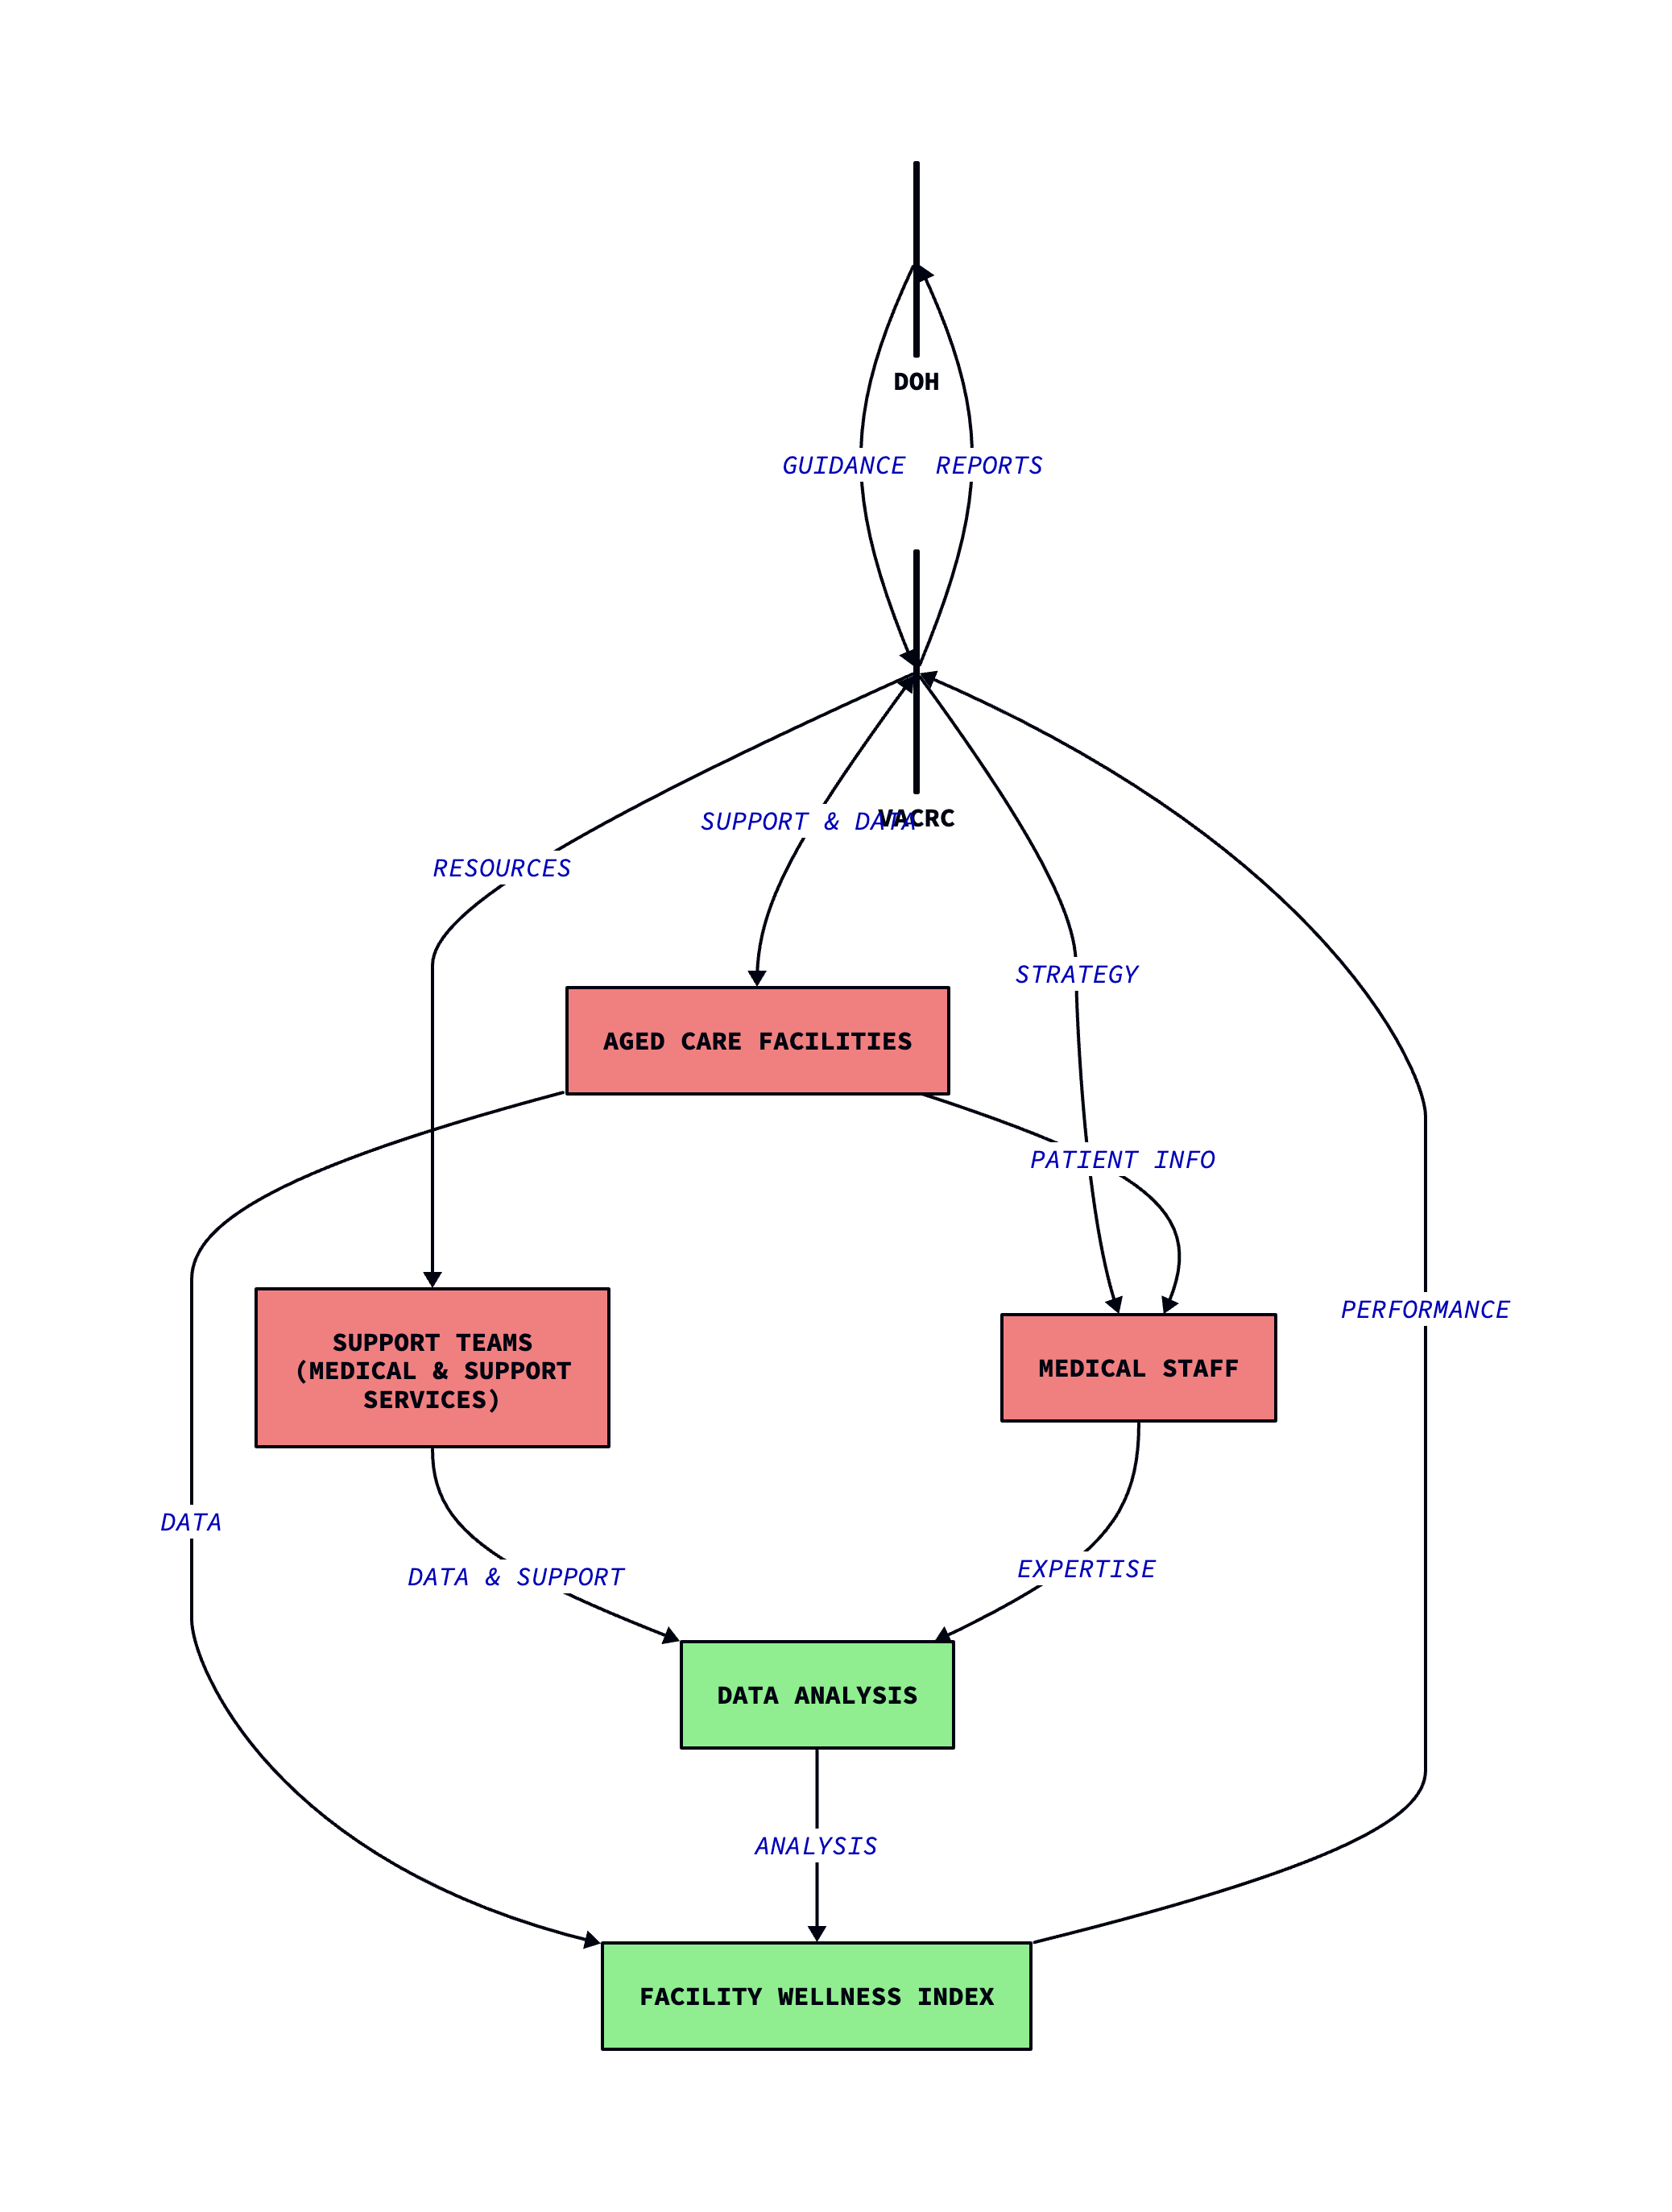 DOH
GUIDANCE
REPORTS
SUPPORT & DATA
VACRC
RESOURCES
STRATEGY
AGED CARE FACILITIES
PATIENT INFO
PERFORMANCE
SUPPORT TEAMS
(MEDICAL & SUPPORT
SERVICES)
MEDICAL STAFF
DATA
DATA & SUPPORT
EXPERTISE
DATA ANALYSIS
ANALYSIS
FACILITY WELLNESS INDEX